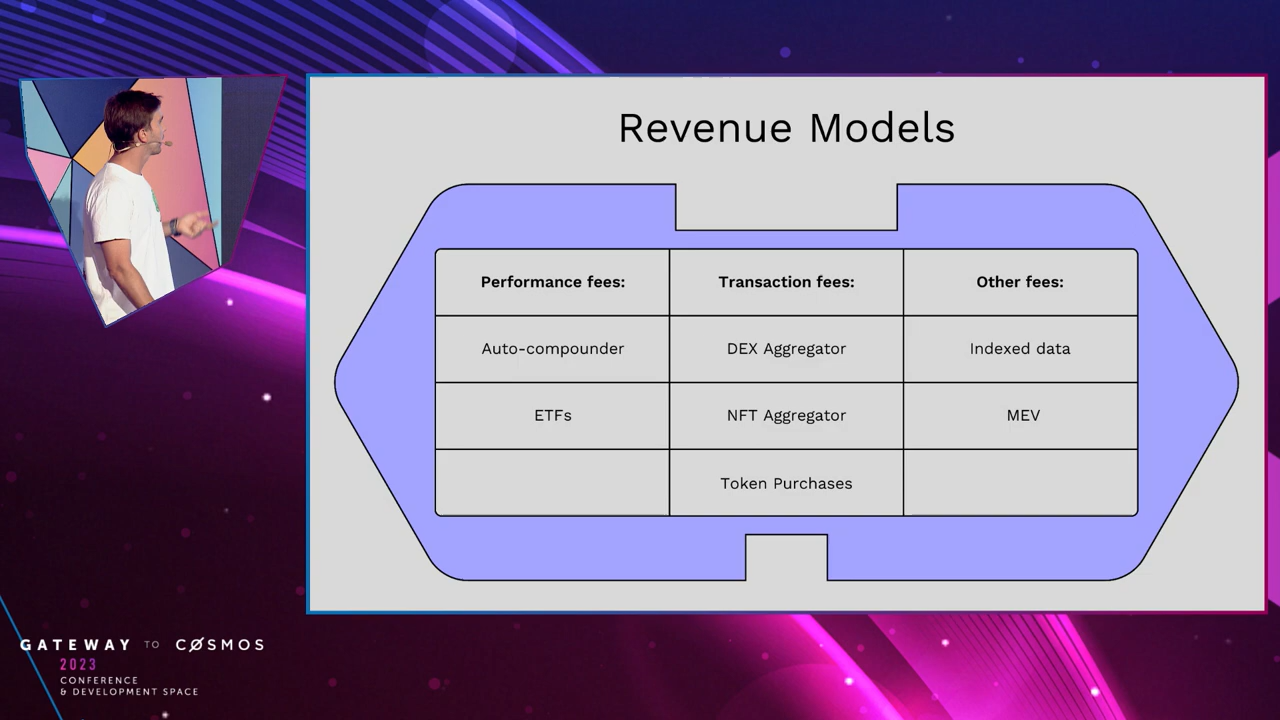 Revenue Models
Performance fees: Transaction fees: Other fees:
Auto-compounder DEX Aggregator Indexed data
ETFs NFT Aggregator MEV
Token Purchases
GATEWAY TO CØSMOS
2023
CONFERENCE
& DEVELOPMENT SPACE